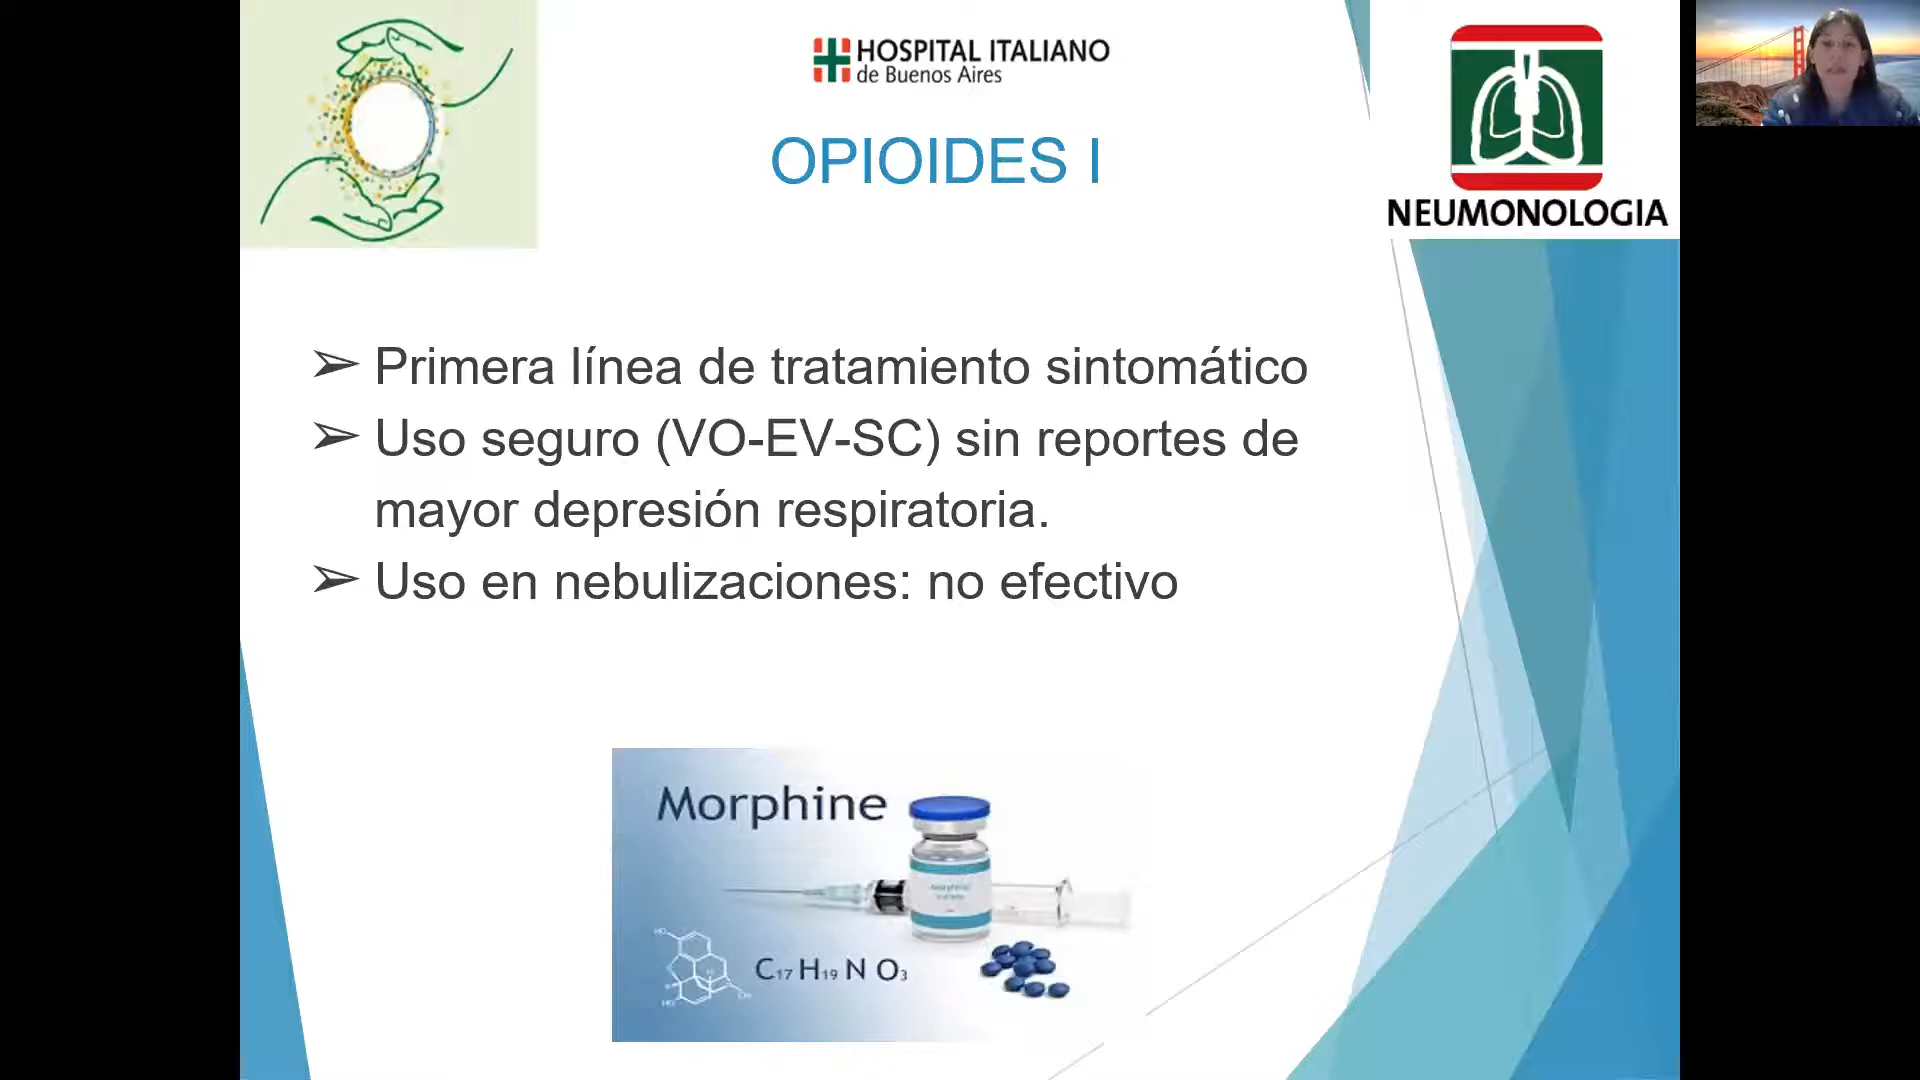 HOSPITAL ITALIANO
de Buenos Aires
OPIOIDES I
NEUMONOLOGIA
➢ Primera línea de tratamiento sintomático
➢ Uso seguro (VO-EV-SC) sin reportes de
mayor depresión respiratoria.
➢ Uso en nebulizaciones: no efectivo
Morphine
C₁₇ H₁₉ N O₃